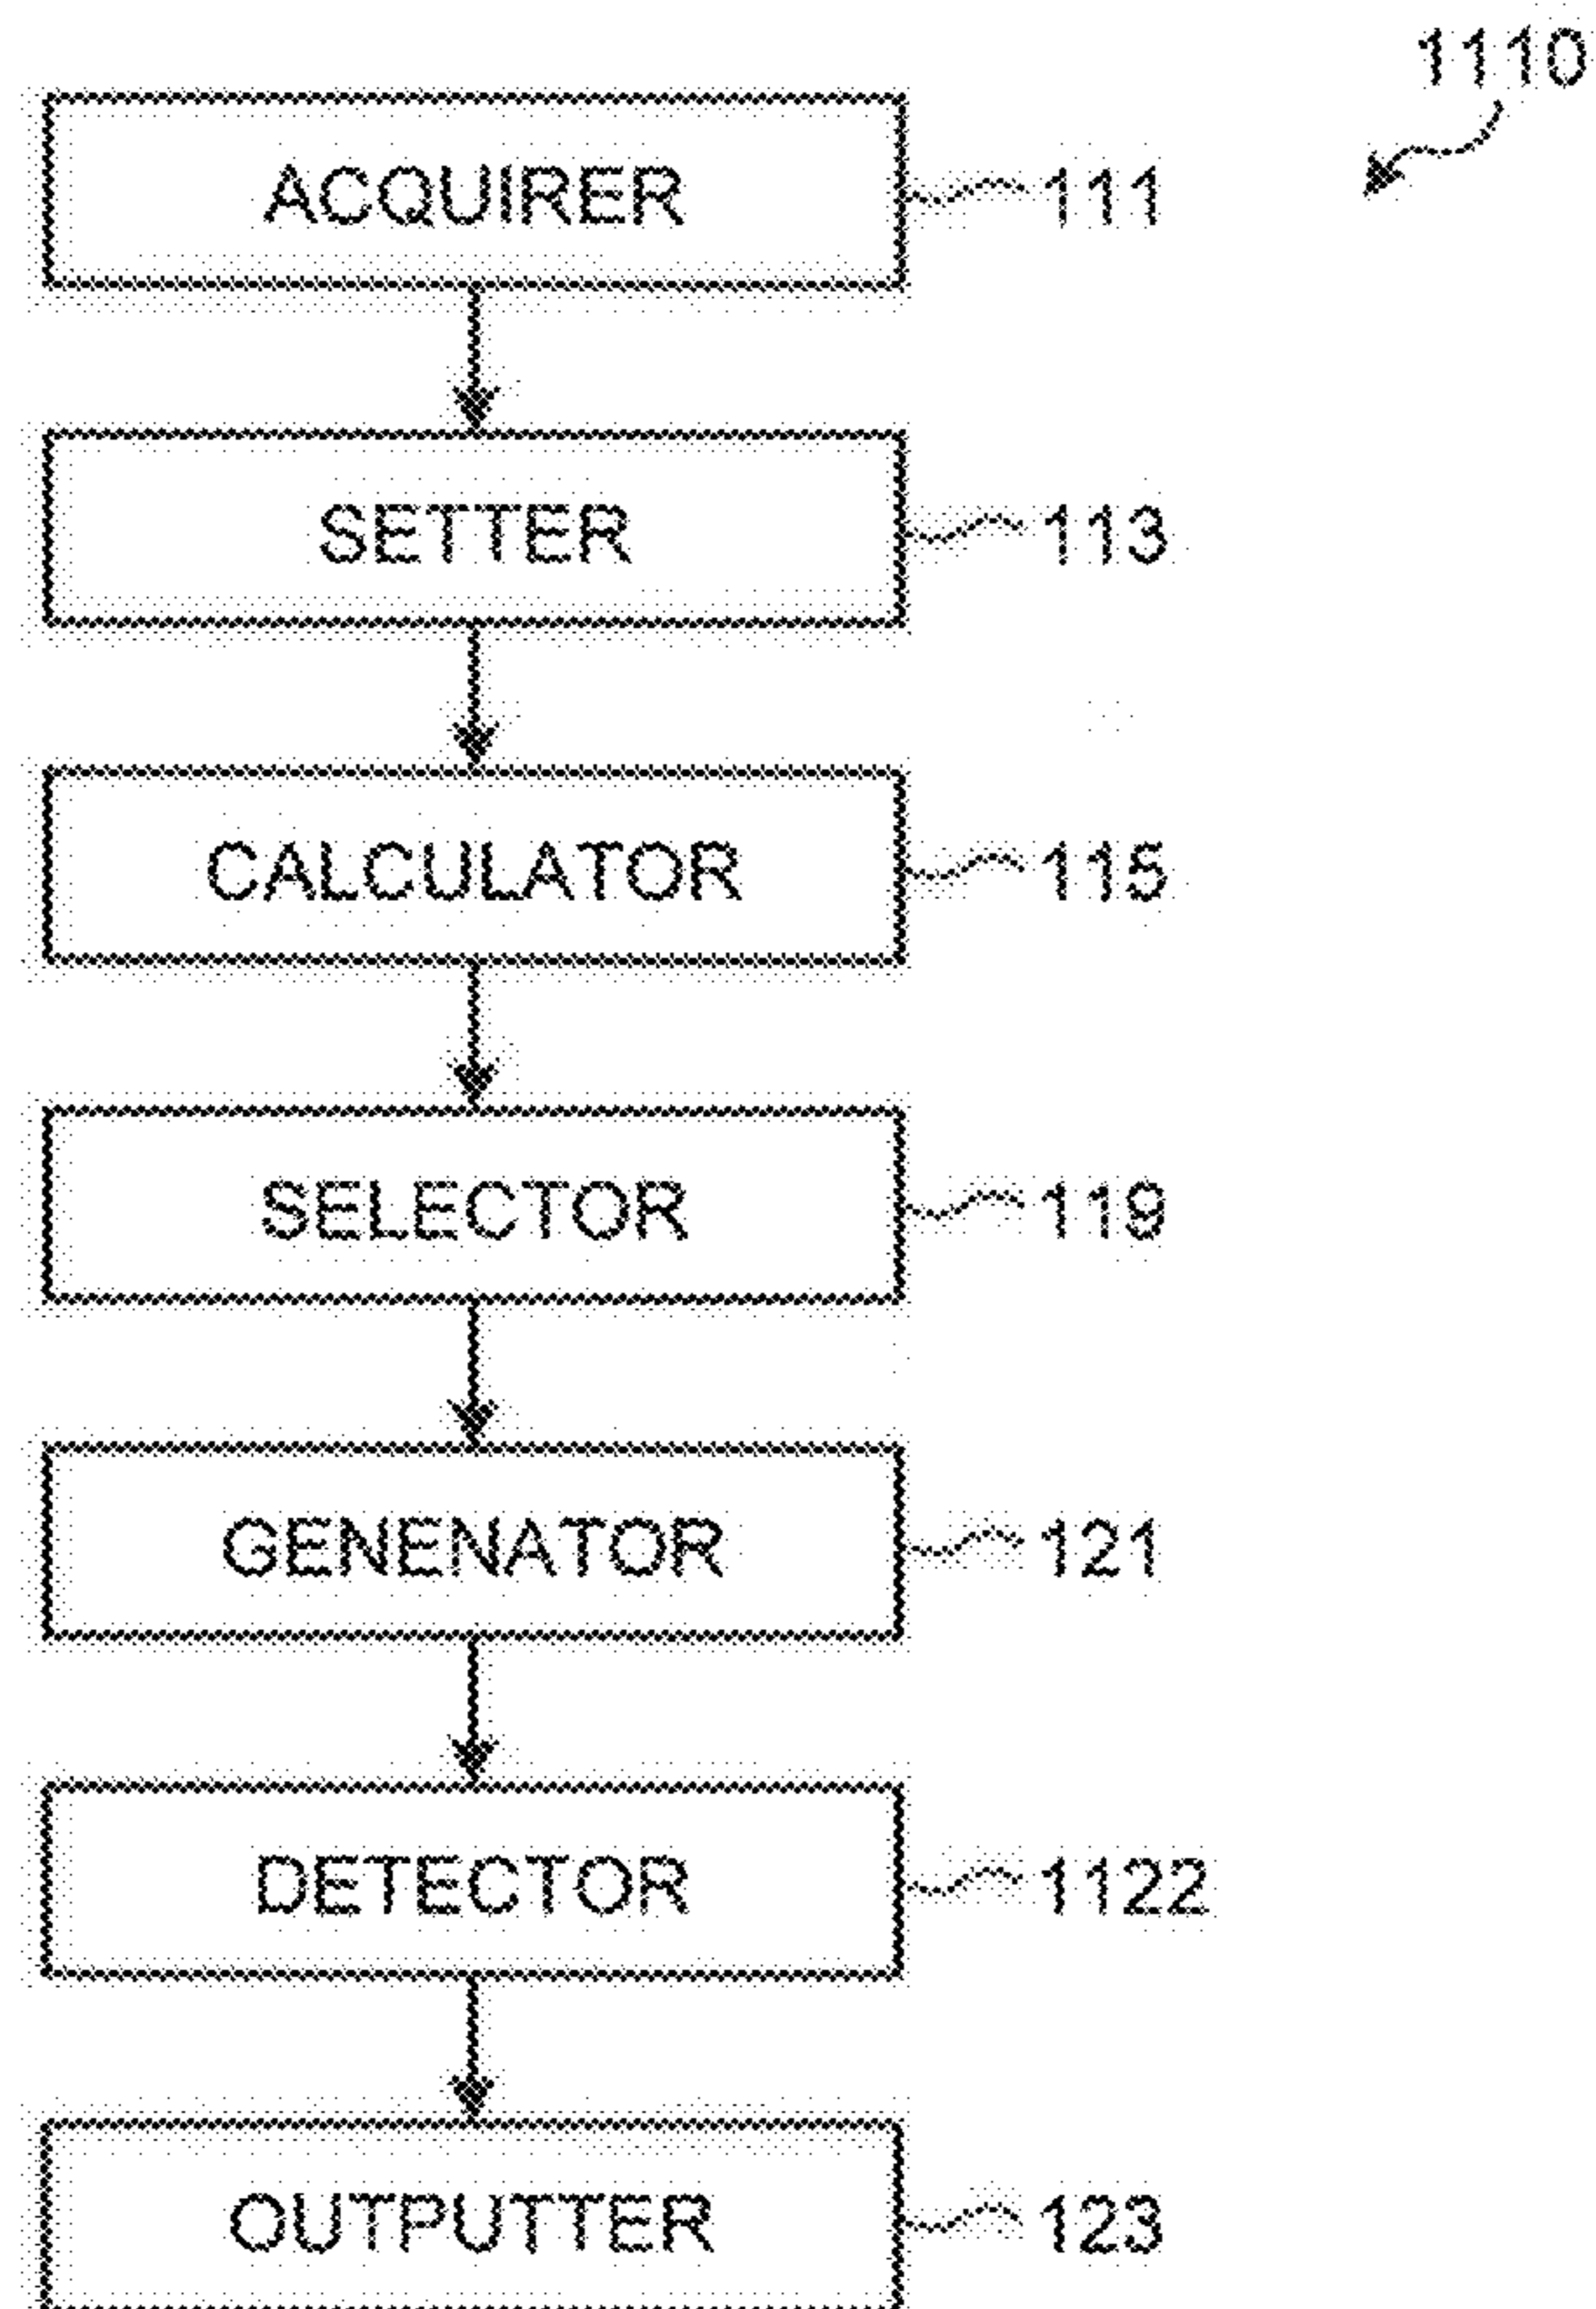 1110
ACQUIRER 111
SETTER 113
CALCULATOR 115
SELECTOR 119
GENENATOR 121
DETECTOR 1122
OUTPUTTER 123